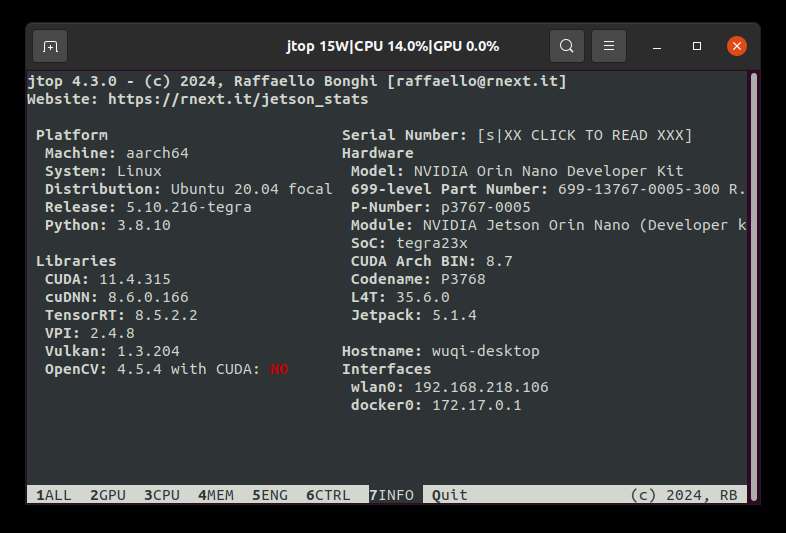 jtop 15W|CPU 14.0%|GPU 0.0%
jtop 4.3.0 - (c) 2024, Raffaello Bonghi [raffaello@rnext.it]
Website: https://rnext.it/jetson_stats
Platform
Machine: aarch64
System: Linux
Distribution: Ubuntu 20.04 focal
Release: 5.10.216-tegra
Python: 3.8.10
Libraries
CUDA: 11.4.315
cuDNN: 8.6.0.166
TensorRT: 8.5.2.2
VPI: 2.4.8
Vulkan: 1.3.204
OpenCV: 4.5.4 with CUDA: NO
Serial Number: [s|XX CLICK TO READ XXX]
Hardware
Model: NVIDIA Orin Nano Developer Kit
699-level Part Number: 699-13767-0005-300 R.
P-Number: p3767-0005
Module: NVIDIA Jetson Orin Nano (Developer k
SoC: tegra23x
CUDA Arch BIN: 8.7
Codename: P3768
L4T: 35.6.0
Jetpack: 5.1.4
Hostname: wuqi-desktop
Interfaces
wlan0: 192.168.218.106
docker0: 172.17.0.1
1ALL 2GPU 3CPU 4MEM 5ENG 6CTRL 7INFO Quit (c) 2024, RB